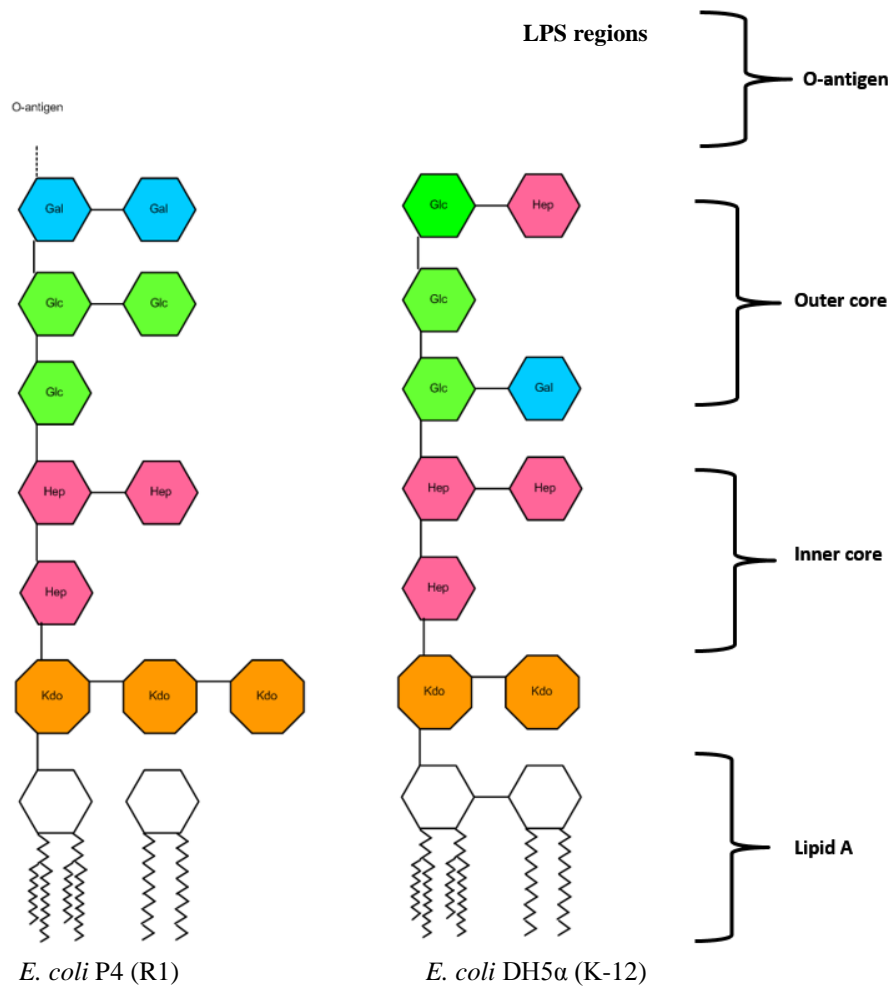 LPS regions
O-antigen
O-antigen
Gal Gal Glc Hep
Glc Glc Glc
Outer core
Glc Glc Gal
Hep Hep Hep Hep
Inner core
Hep Hep
Kdo Kdo Kdo Kdo Kdo
Lipid A
E. coli P4 (R1) E. coli DH5α (K-12)